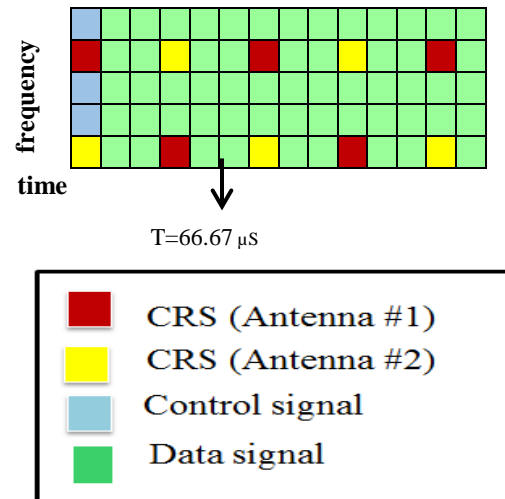 frequency
time
T=66.67 µS
CRS (Antenna #1)
CRS (Antenna #2)
Control signal
Data signal